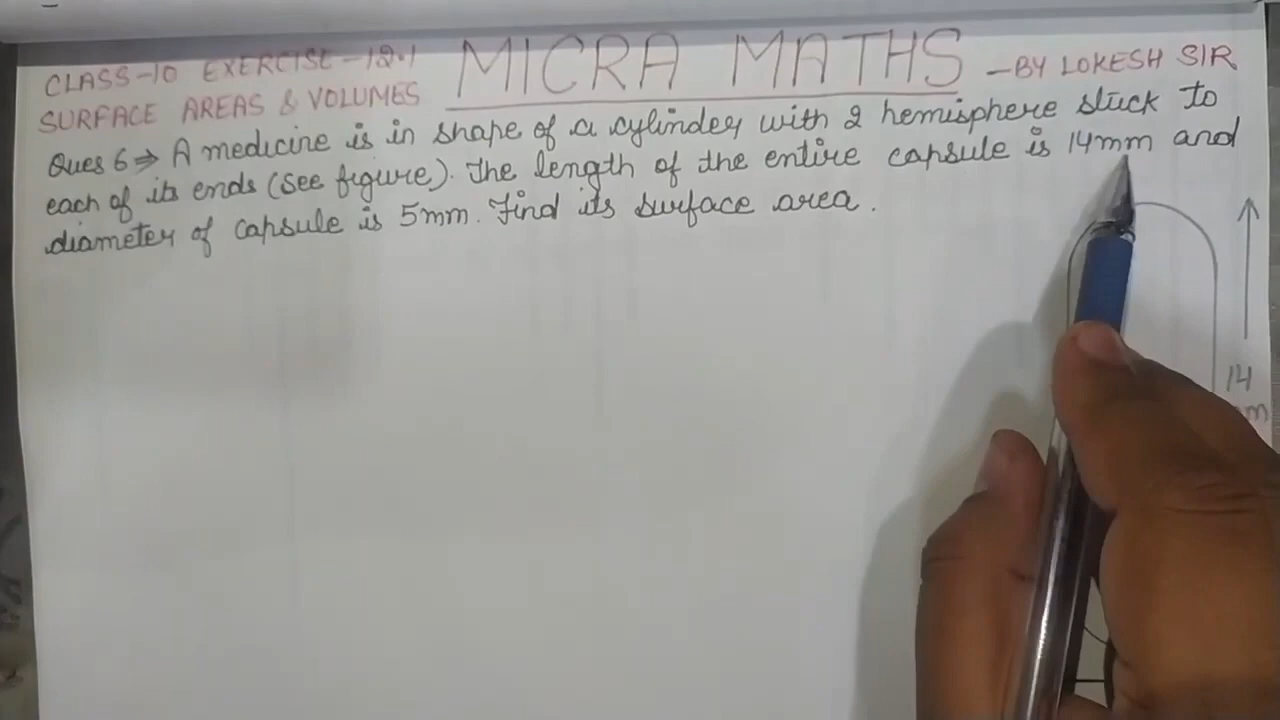 CLASS-10 EXERCISE-12.1 MICRA MATHS -BY LOKESH SIR
SURFACE AREAS & VOLUMES
Ques 6⇒ A medicine is in shape of a cylinder with 2 hemisphere stuck to
each of its ends (See figure). The length of the entire capsule is 14mm and
diameter of capsule is 5mm. Find its surface area.
14
m